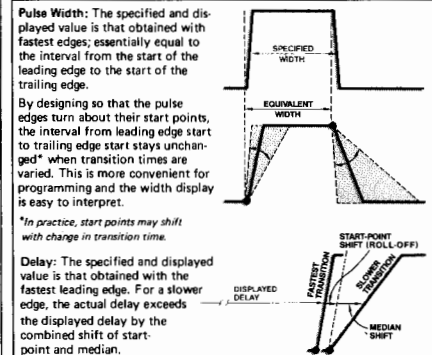 Pulse Width: The specified and dis-
played value is that obtained with
fastest edges; essentially equal to
the interval from the start of the
leading edge to the start of the
trailing edge.
By designing so that the pulse
edges turn about their start points,
the interval from leading edge start
to trailing edge start stays unchan-
ged* when transition times are
varied. This is more convenient for
programming and the width display
is easy to interpret.
*In practice, start points may shift
with change in transition time.
SPECIFIED
WIDTH
EQUIVALENT
WIDTH
Delay: The specified and displayed
value is that obtained with the
fastest leading edge. For a slower
edge, the actual delay exceeds
the displayed delay by the
combined shift of start-
point and median.
START-POINT
SHIFT (ROLL-OFF)
DISPLAYED
DELAY
FASTEST
TRANSITION
SLOWER
TRANSITION
MEDIAN
SHIFT